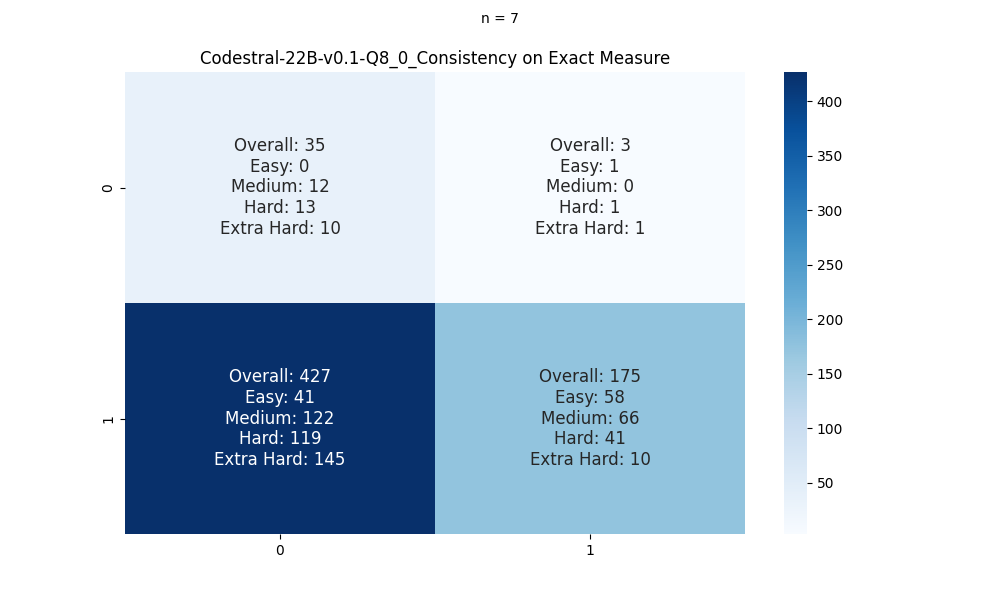 n = 7
Codestral-22B-v0.1-Q8_0_Consistency on Exact Measure
0
Overall: 35
Easy: 0
Medium: 12
Hard: 13
Extra Hard: 10
Overall: 3
Easy: 1
Medium: 0
Hard: 1
Extra Hard: 1
1
Overall: 427
Easy: 41
Medium: 122
Hard: 119
Extra Hard: 145
Overall: 175
Easy: 58
Medium: 66
Hard: 41
Extra Hard: 10
0
1
400
350
300
250
200
150
100
50